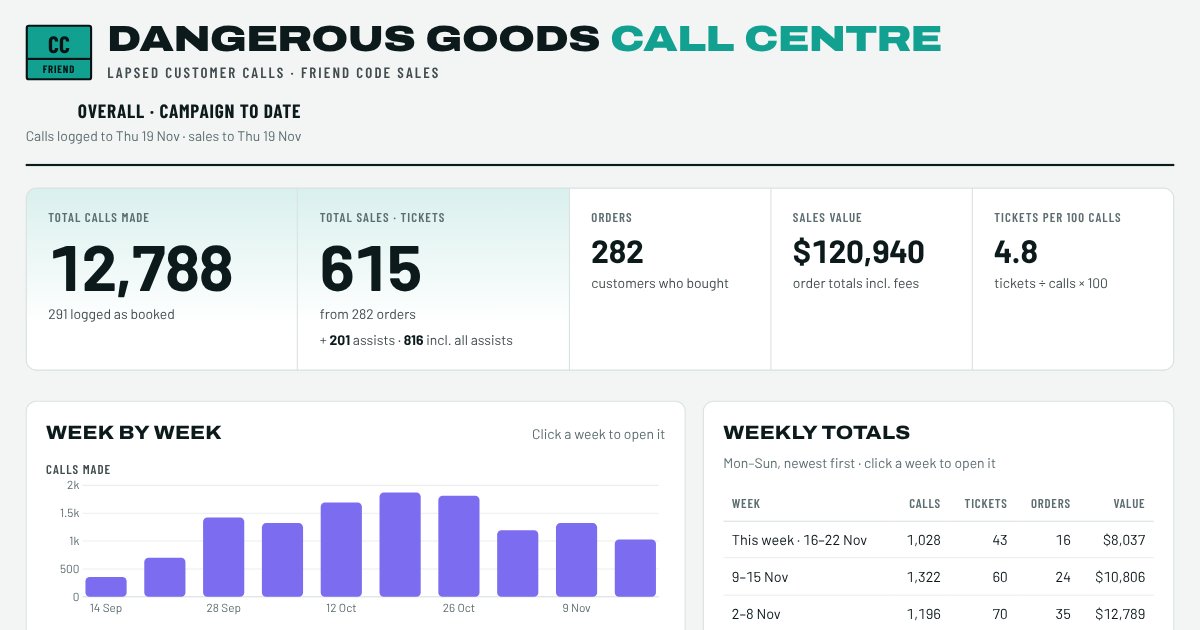 CC
FRIEND
DANGEROUS GOODS CALL CENTRE
LAPSED CUSTOMER CALLS · FRIEND CODE SALES
OVERALL · CAMPAIGN TO DATE
Calls logged to Thu 19 Nov · sales to Thu 19 Nov
TOTAL CALLS MADE
12,788
291 logged as booked
TOTAL SALES · TICKETS
615
from 282 orders
+ 201 assists · 816 incl. all assists
ORDERS
282
customers who bought
SALES VALUE
$120,940
order totals incl. fees
TICKETS PER 100 CALLS
4.8
tickets ÷ calls × 100
WEEK BY WEEK
Click a week to open it
CALLS MADE
2k
1.5k
1k
500
0
14 Sep 28 Sep 12 Oct 26 Oct 9 Nov
WEEKLY TOTALS
Mon–Sun, newest first · click a week to open it
WEEK CALLS TICKETS ORDERS VALUE
This week · 16–22 Nov 1,028 43 16 $8,037
9–15 Nov 1,322 60 24 $10,806
2–8 Nov 1,196 70 35 $12,789